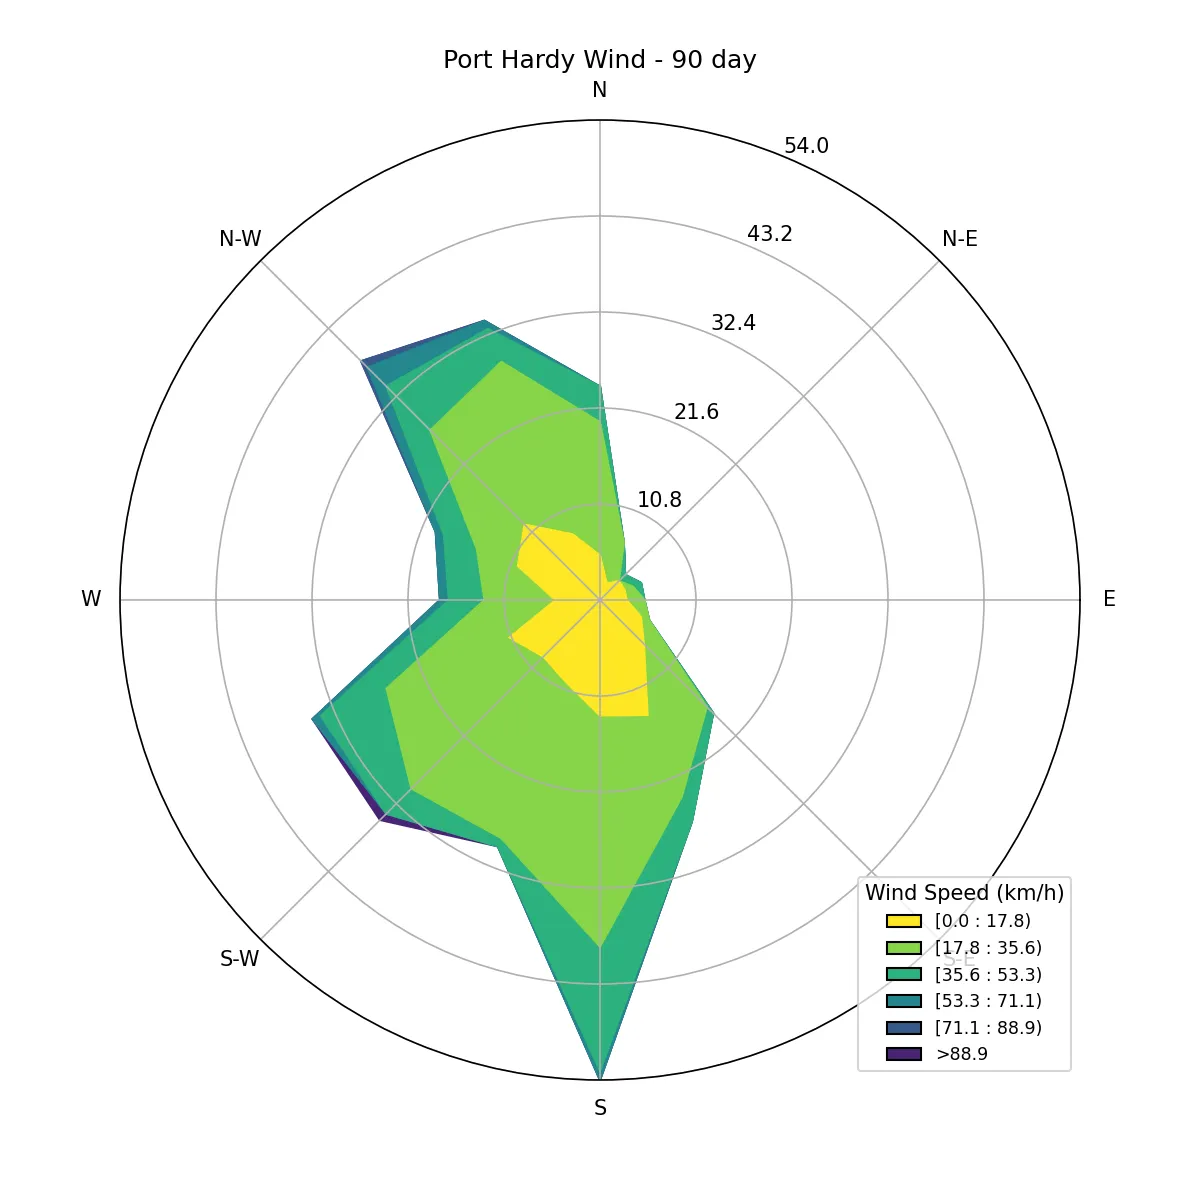 Port Hardy Wind - 90 day
N
54.0
43.2
N-W
N-E
32.4
21.6
10.8
W
E
Wind Speed (km/h)
[0.0 : 17.8)
[17.8 : 35.6)
S-W
S-E
[35.6 : 53.3)
[53.3 : 71.1)
[71.1 : 88.9)
>88.9
S